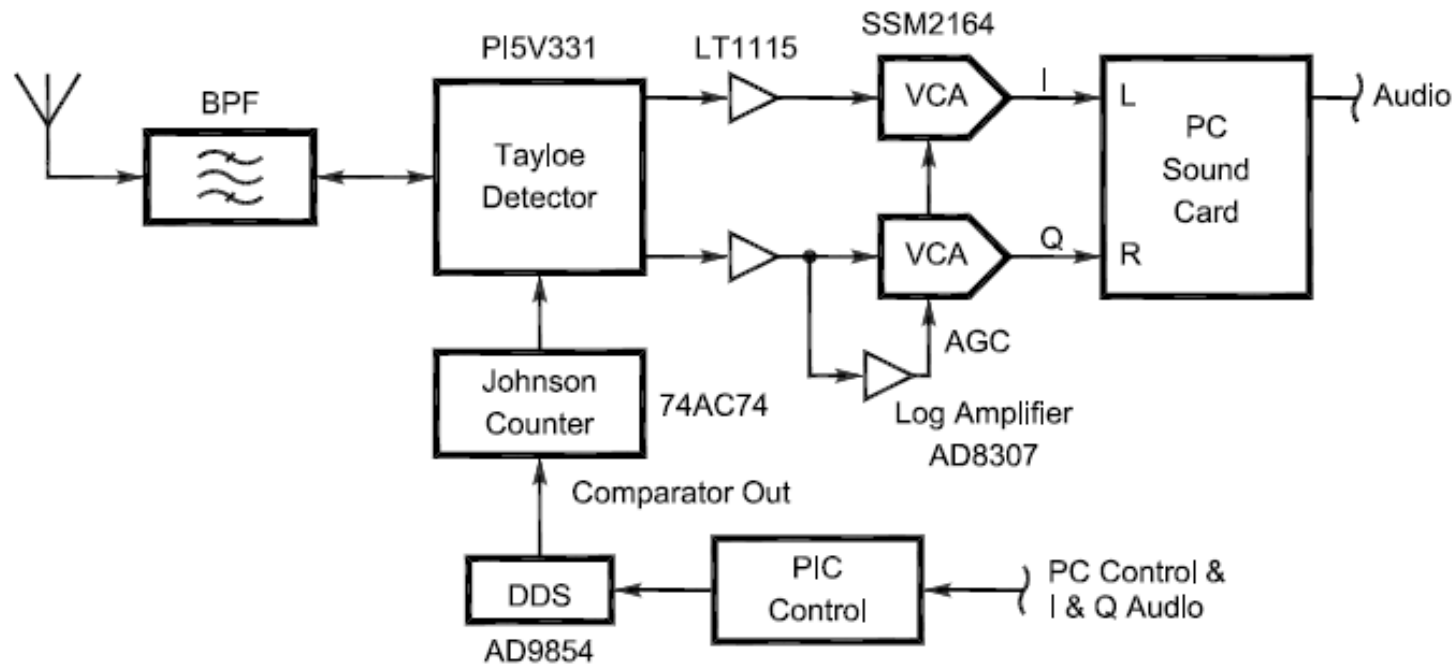 SSM2164
PI5V331
LT1115
BPF
VCA
I
L
Audio
PC
Sound
Card
Tayloe
Detector
VCA
Q
R
AGC
Johnson
Counter
74AC74
Log Amplifier
AD8307
Comparator Out
DDS
AD9854
PIC
Control
PC Control &
I & Q Audio